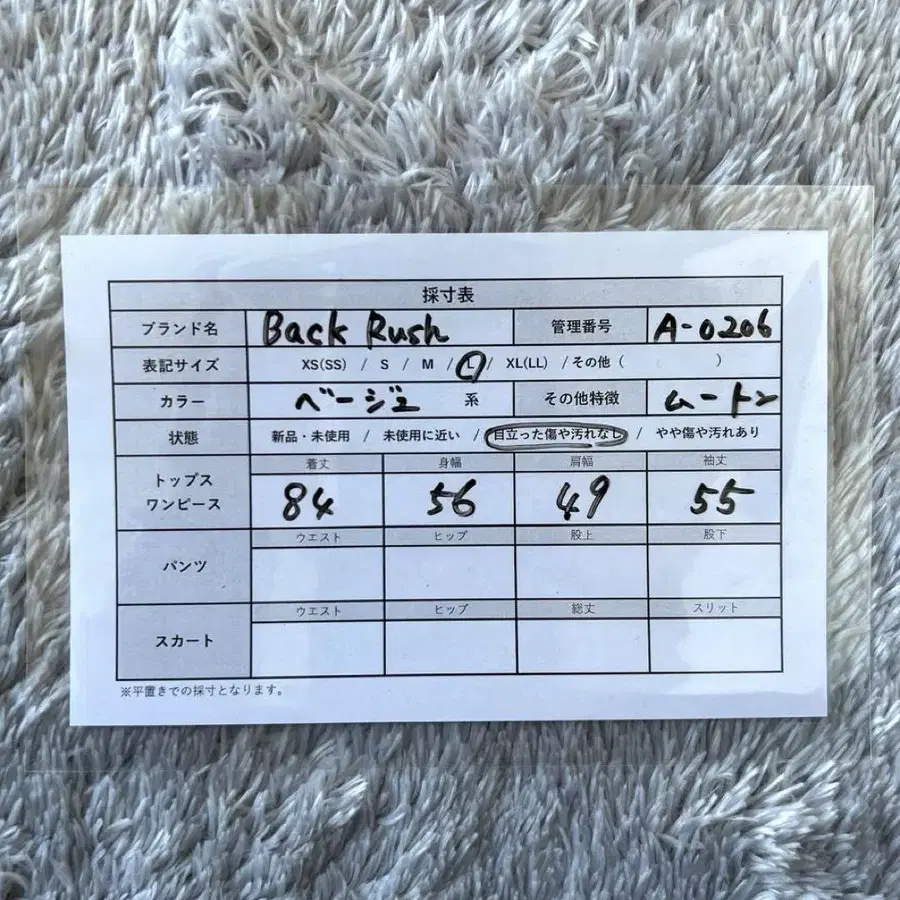 採寸表
ブランド名 Back Rush 管理番号 A-0206
表記サイズ XS(SS) / S / M / L / XL(LL) / その他 ( )
カラー ベージュ 系 その他特徴 ムートン
状態 新品・未使用 / 未使用に近い / 目立った傷や汚れなし / やや傷や汚れあり
トップス
ワンピース
着丈 身幅 肩幅 袖丈
84 56 49 55
パンツ
ウエスト ヒップ 股上 股下
スカート
ウエスト ヒップ 総丈 スリット
※平置きでの採寸となります。